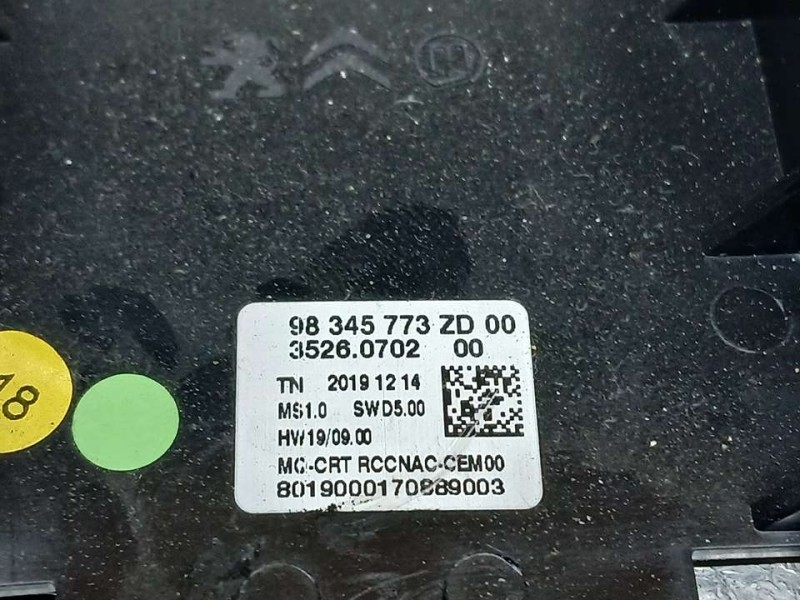 98 345 773 ZD 00
3526.0702 00
TN 2019 12 14
MS1.0 SWD5.00
HW19/09.00
MC-CRT RCCNAC-CEM00
8019000170889003